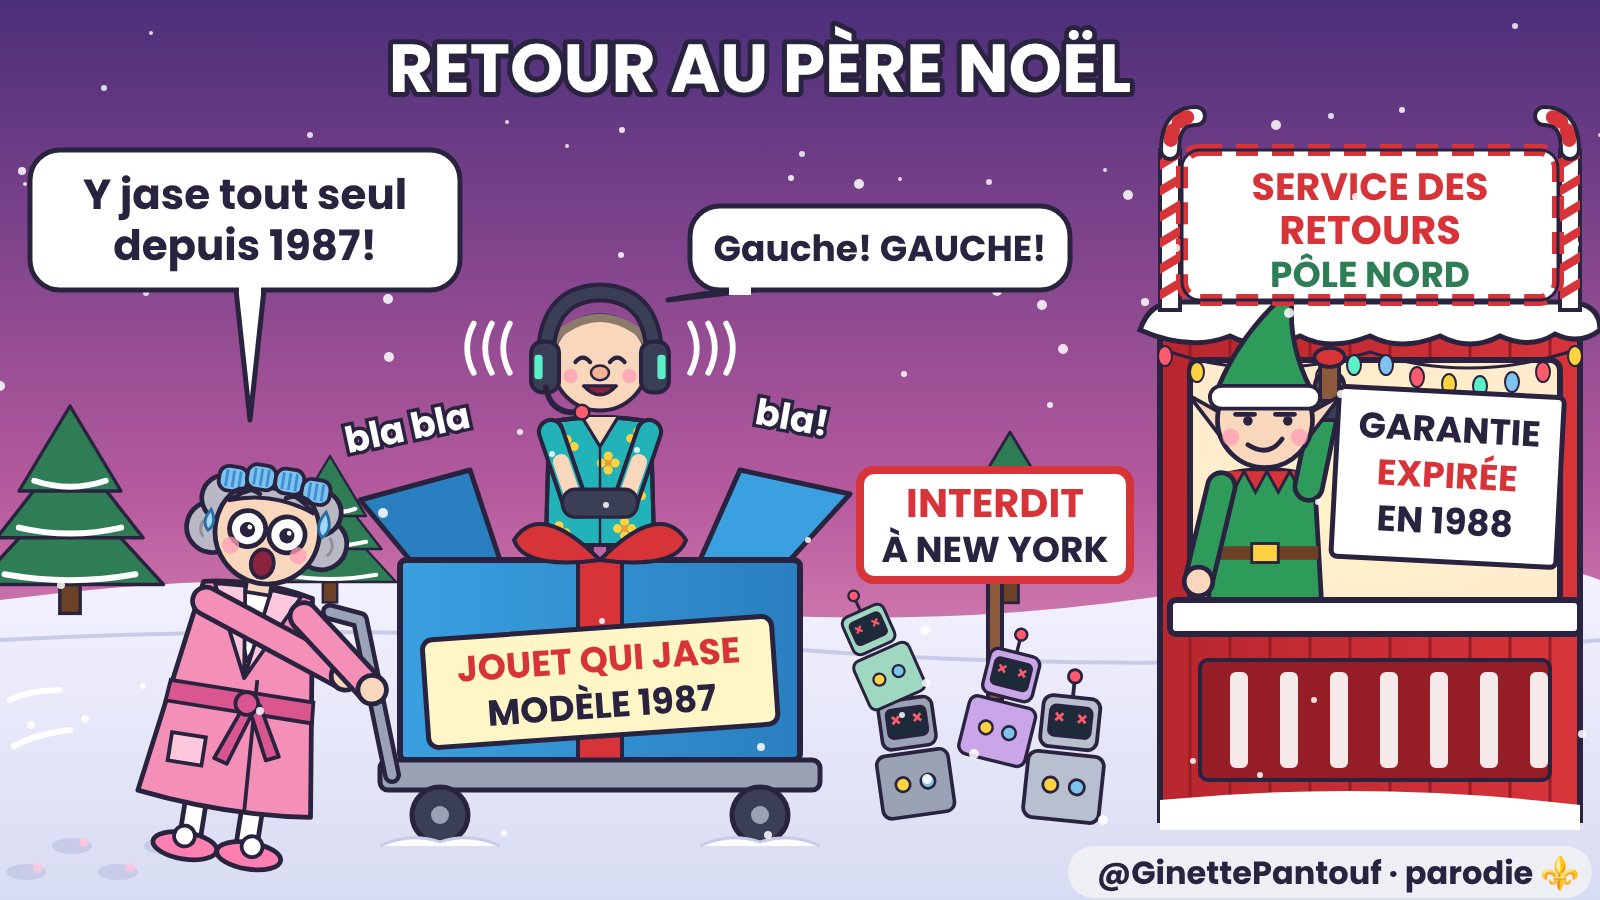 RETOUR AU PÈRE NOËL
Y jase tout seul
depuis 1987!
Gauche! GAUCHE!
SERVICE DES
RETOURS
PÔLE NORD
bla bla
bla!
GARANTIE
EXPIRÉE
EN 1988
INTERDIT
À NEW YORK
JOUET QUI JASE
MODÈLE 1987
@GinettePantouf · parodie